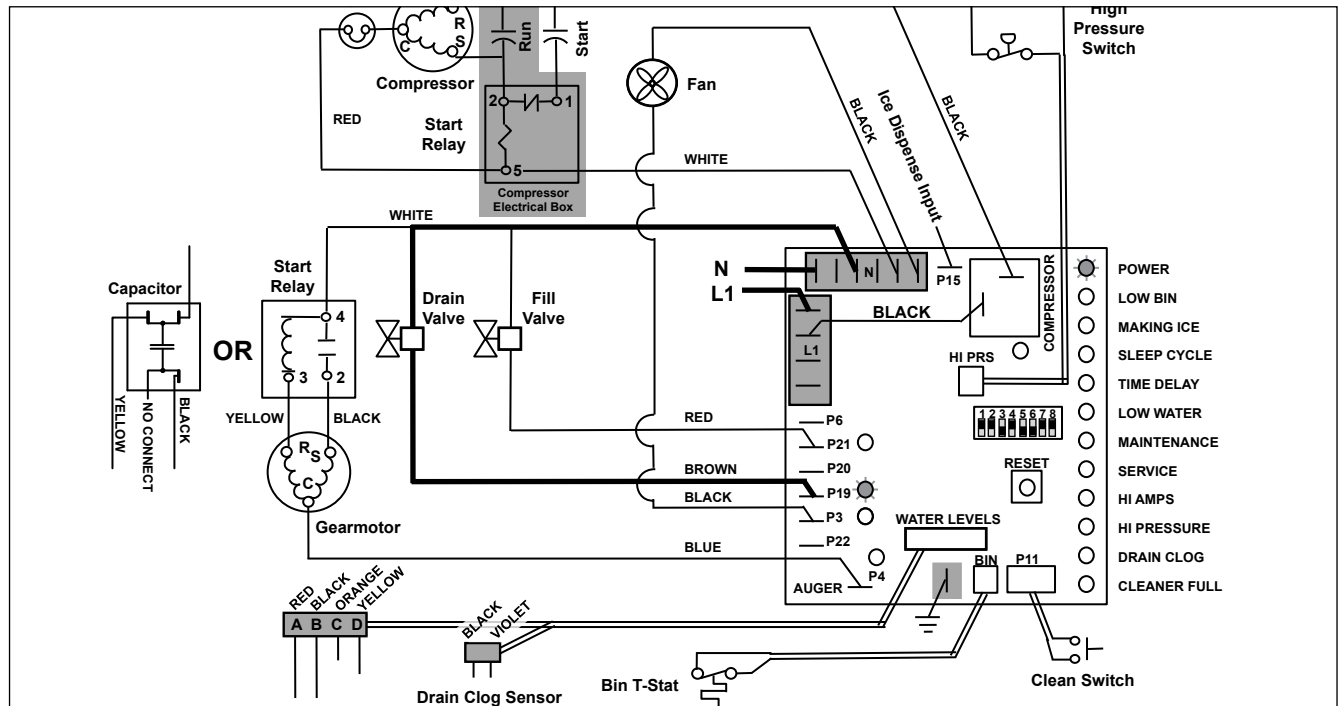 High
Pressure
Switch
R
S
C
Run
Start
Compressor
Fan
RED
2
1
Start
Relay
5
Compressor
Electrical Box
WHITE
BLACK
Ice Dispense Input
BLACK
WHITE
Capacitor
OR
Start
Relay
4
3
2
Drain
Valve
Fill
Valve
N
L1
N
P15
COMPRESSOR
BLACK
L1
HI PRS
YELLOW
NO CONNECT
BLACK
YELLOW
BLACK
R
S
C
Gearmotor
RED
BROWN
BLACK
BLUE
P6
P21
P20
P19
P3
P22
P4
AUGER
1 2 3 4 5 6 7 8
RESET
WATER LEVELS
BIN
P11
POWER
LOW BIN
MAKING ICE
SLEEP CYCLE
TIME DELAY
LOW WATER
MAINTENANCE
SERVICE
HI AMPS
HI PRESSURE
DRAIN CLOG
CLEANER FULL
RED
BLACK
ORANGE
YELLOW
A B C D
BLACK
VIOLET
Drain Clog Sensor
Bin T-Stat
Clean Switch